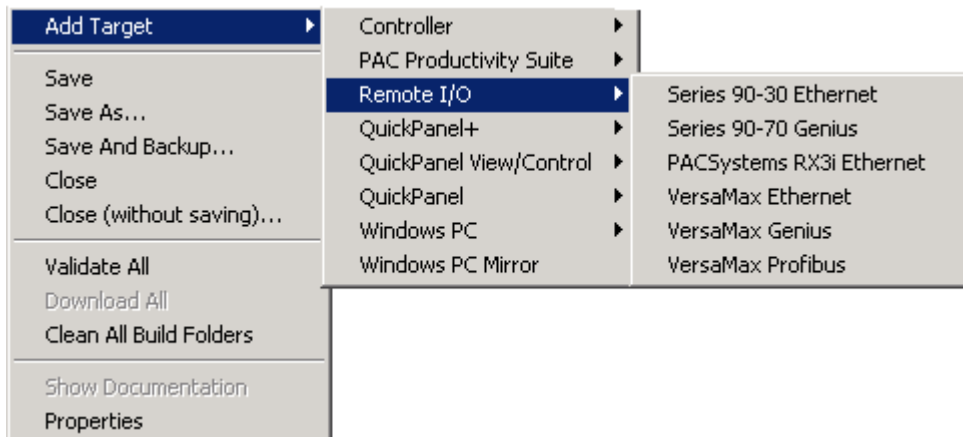 Add Target
Save
Save As...
Save And Backup...
Close
Close (without saving)...
Validate All
Download All
Clean All Build Folders
Show Documentation
Properties
Controller
PAC Productivity Suite
Remote I/O
QuickPanel+
QuickPanel View/Control
QuickPanel
Windows PC
Windows PC Mirror
Series 90-30 Ethernet
Series 90-70 Genius
PACSystems RX3i Ethernet
VersaMax Ethernet
VersaMax Genius
VersaMax Profibus